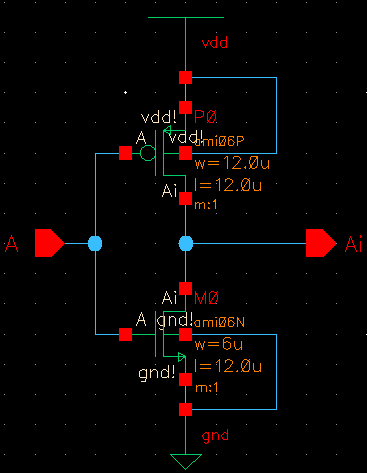 vdd
vdd! P0
A vdd! ami06P
w=12.0u
Ai l=12.0u
m:1
A Ai
Ai M0
A gnd! ami06N
w=6u
gnd! l=12.0u
m:1
gnd